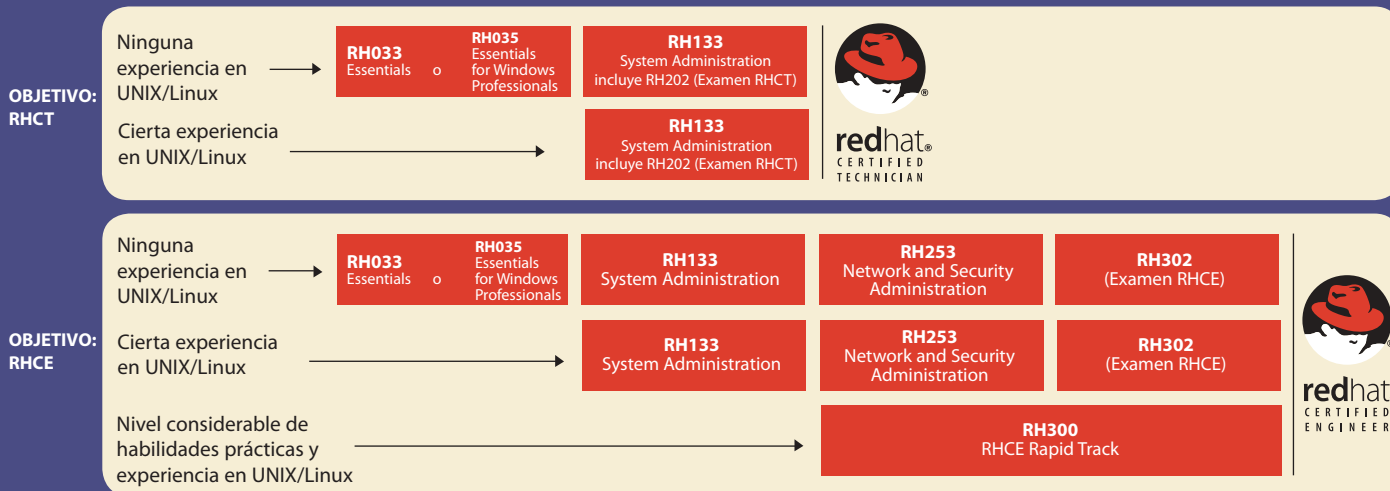 OBJETIVO:
RHCT
Ninguna
experiencia en
UNIX/Linux
RH033
Essentials
o
RH035
Essentials
for Windows
Professionals
RH133
System Administration
incluye RH202 (Examen RHCT)
Cierta experiencia
en UNIX/Linux
RH133
System Administration
incluye RH202 (Examen RHCT)
redhat®
CERTIFIED
TECHNICIAN
OBJETIVO:
RHCE
Ninguna
experiencia en
UNIX/Linux
RH033
Essentials
o
RH035
Essentials
for Windows
Professionals
RH133
System Administration
RH253
Network and Security
Administration
RH302
(Examen RHCE)
Cierta experiencia
en UNIX/Linux
RH133
System Administration
RH253
Network and Security
Administration
RH302
(Examen RHCE)
Nivel considerable de
habilidades prácticas y
experiencia en UNIX/Linux
RH300
RHCE Rapid Track
redhat
CERTIFIED
ENGINEER